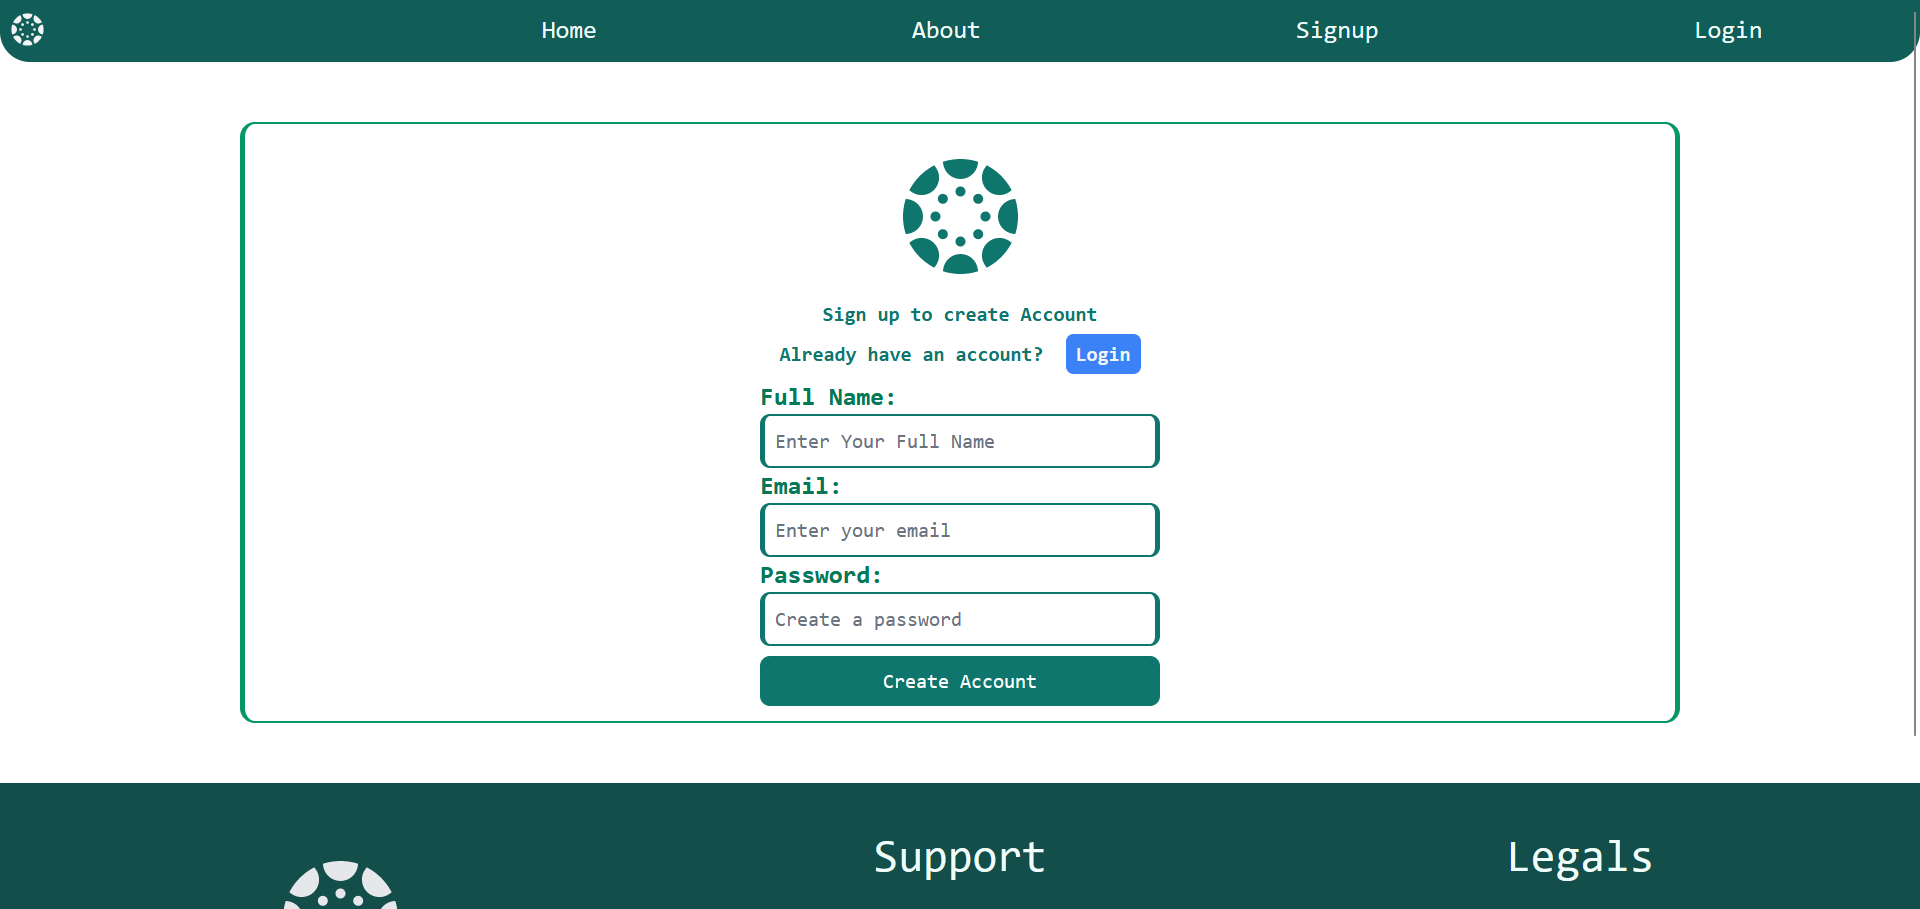 Home About Signup Login
Sign up to create Account
Already have an account? Login
Full Name:
Enter Your Full Name
Email:
Enter your email
Password:
Create a password
Create Account
Support Legals